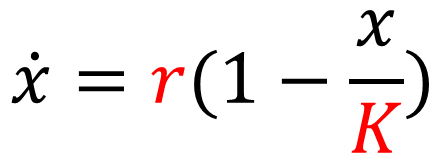 ẋ = r(1 − x/K)